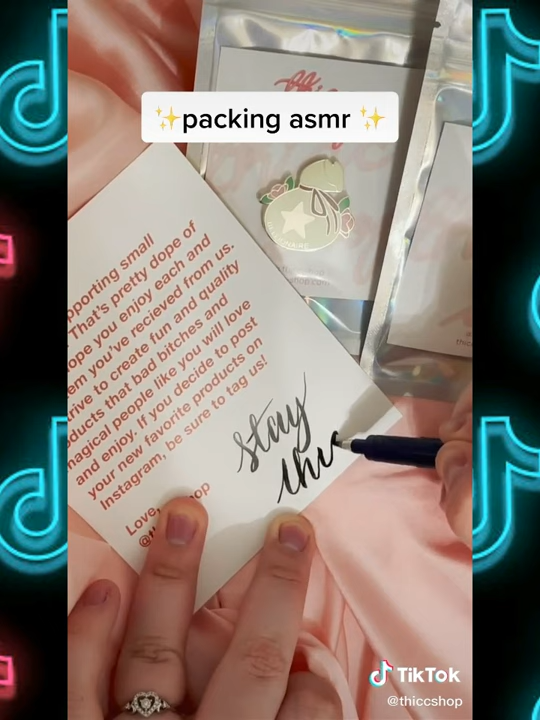 ✨packing asmr ✨
pporting small
That's pretty dope of
ope you enjoy each and
em you've recieved from us.
rive to create fun and quality
ducts that bad bitches and
magical people like you will love
and enjoy. If you decide to post
your new favorite products on
Instagram, be sure to tag us!
Love,
stay
thi
TikTok
@thiccshop